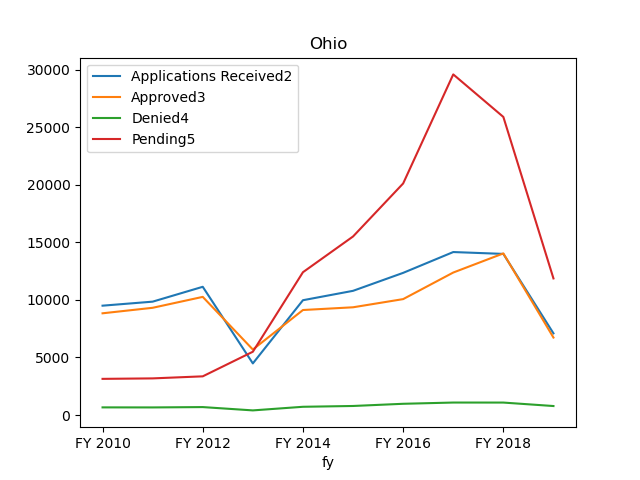 Ohio
Applications Received2
Approved3
Denied4
Pending5
30000
25000
20000
15000
10000
5000
0
FY 2010 FY 2012 FY 2014 FY 2016 FY 2018
fy